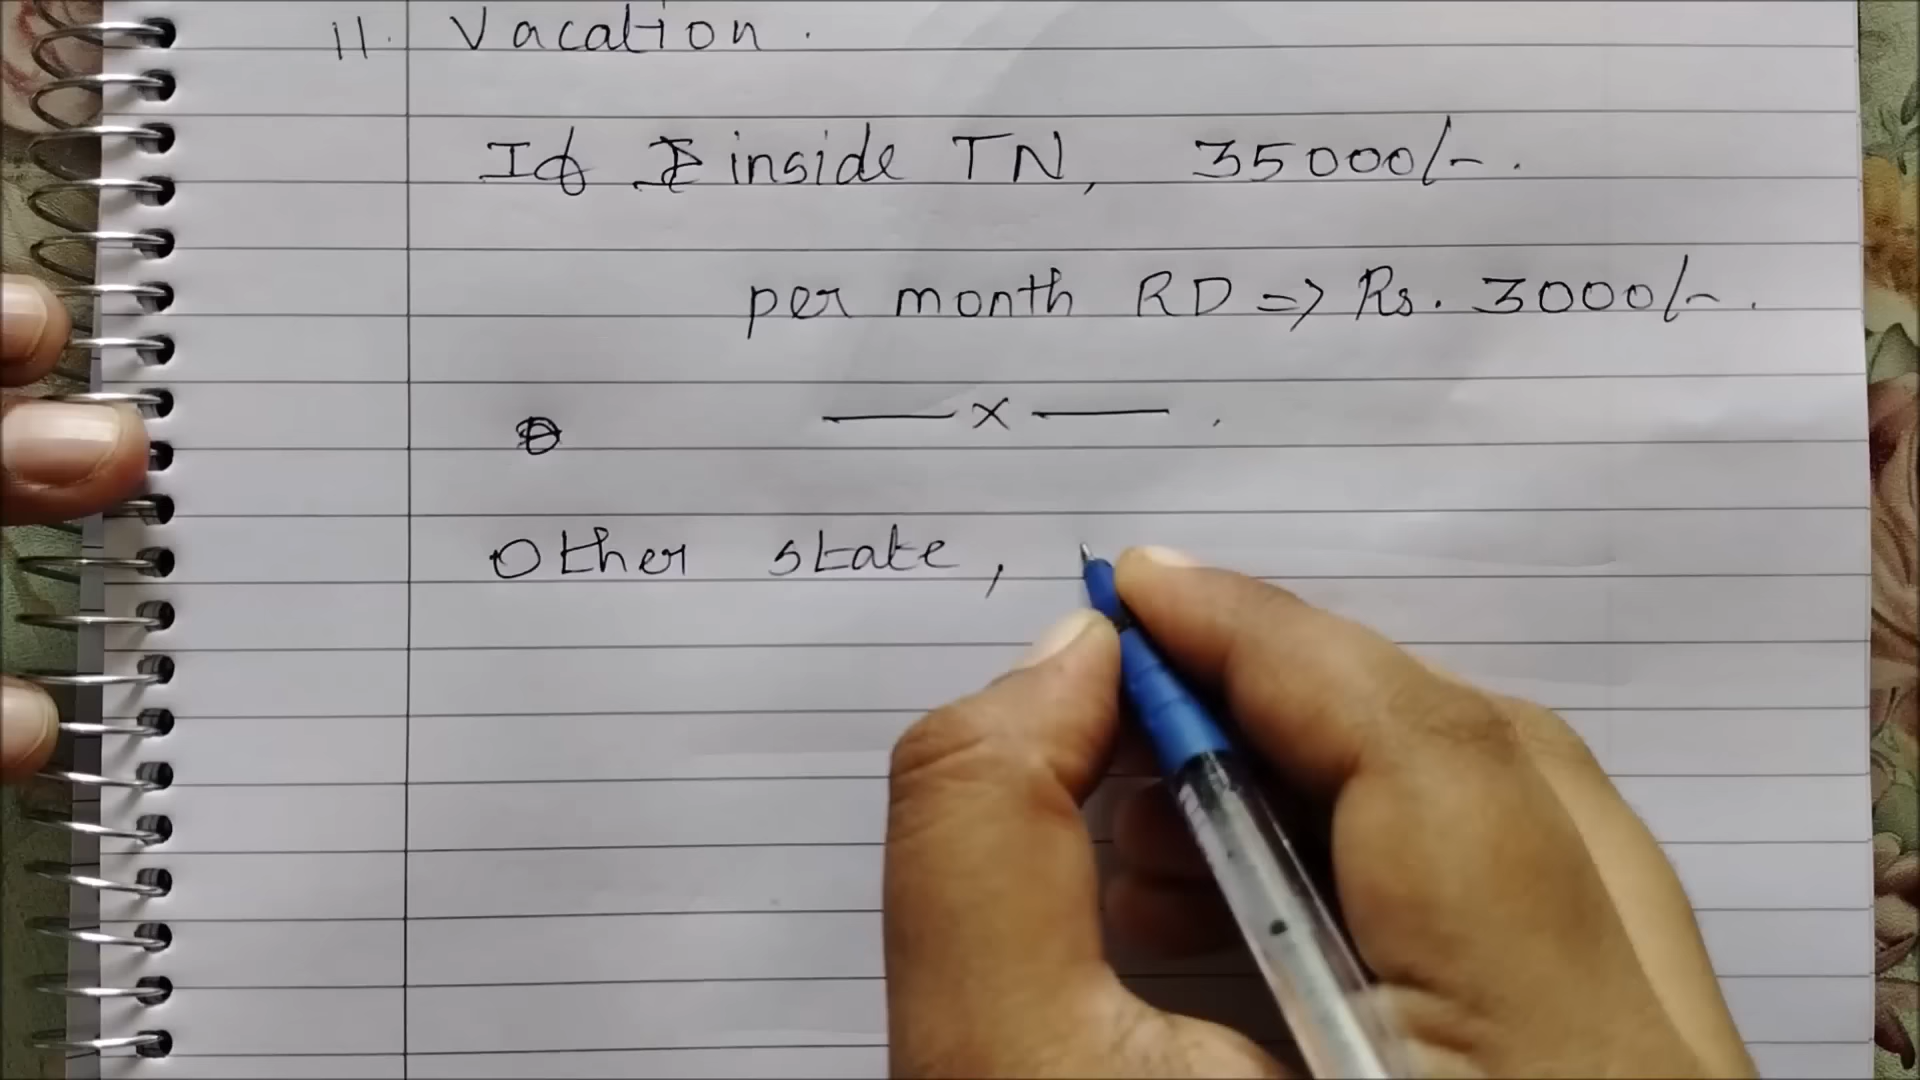 11. Vacation.
If inside TN, 35000/-.
per month RD => Rs. 3000/-.
— x —
Other state,